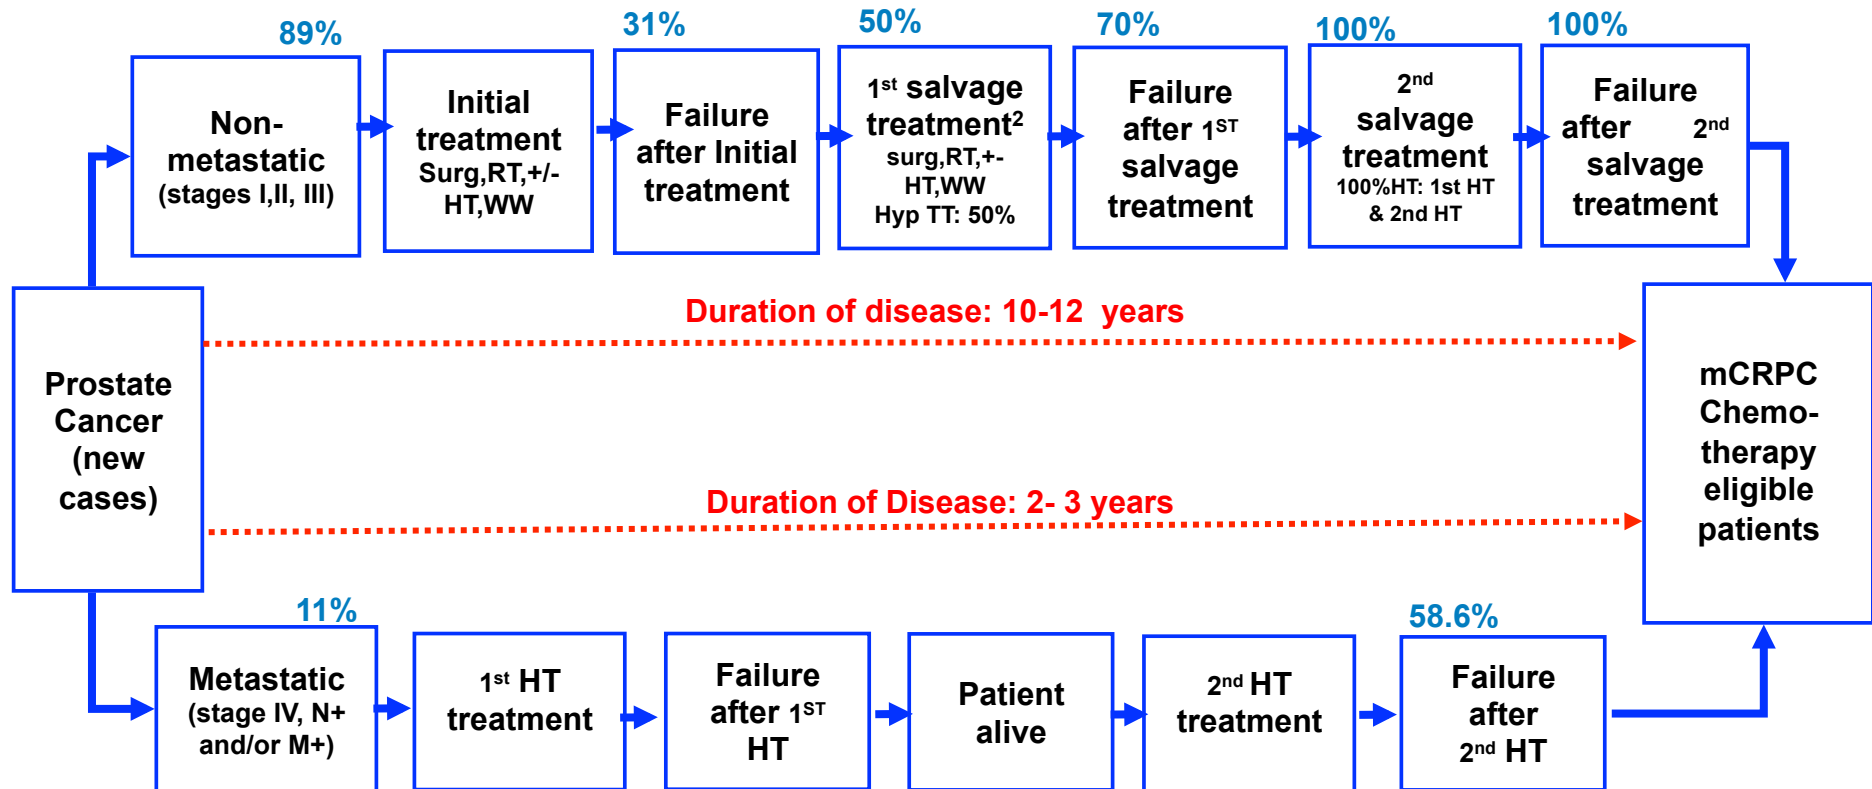 89%
31%
50%
70%
100%
100%
Non-
metastatic
(stages I,II, III)
Initial
treatment
Surg,RT,+/-
HT,WW
Failure
after Initial
treatment
1st salvage
treatment2
surg,RT,+-
HT,WW
Hyp TT: 50%
Failure
after 1ST
salvage
treatment
2nd
salvage
treatment
100%HT: 1st HT
& 2nd HT
Failure
after 2nd
salvage
treatment
Duration of disease: 10-12 years
Prostate
Cancer
(new
cases)
mCRPC
Chemo-
therapy
eligible
patients
Duration of Disease: 2- 3 years
11%
58.6%
Metastatic
(stage IV, N+
and/or M+)
1st HT
treatment
Failure
after 1ST
HT
Patient
alive
2nd HT
treatment
Failure
after
2nd HT